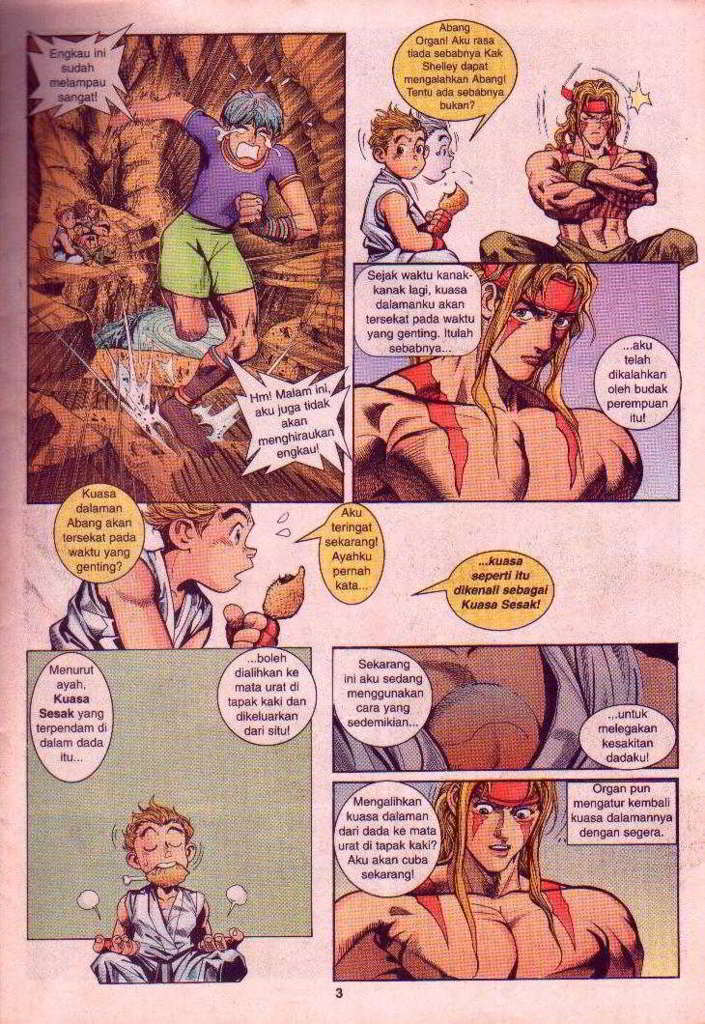 Engkau ini
sudah
melampau
sangat!
Hm! Malam ini,
aku juga tidak
akan
menghiraukan
engkau!
Abang
Organ! Aku rasa
tiada sebabnya Kak
Shelley dapat
mengalahkan Abang!
Tentu ada sebabnya
bukan?
Sejak waktu kanak-
kanak lagi, kuasa
dalamanku akan
tersekat pada waktu
yang genting. Itulah
sebabnya...
...aku
telah
dikalahkan
oleh budak
perempuan
itu!
Kuasa
dalaman
Abang akan
tersekat pada
waktu yang
genting?
Aku
teringat
sekarang!
Ayahku
pernah
kata...
...kuasa
seperti itu
dikenali sebagai
Kuasa Sesak!
Menurut
ayah,
Kuasa
Sesak yang
terpendam di
dalam dada
itu...
...boleh
dialihkan ke
mata urat di
tapak kaki dan
dikeluarkan
dari situ!
Sekarang
ini aku sedang
menggunakan
cara yang
sedemikian...
...untuk
melegakan
kesakitan
dadaku!
Mengalihkan
kuasa dalaman
dari dada ke mata
urat di tapak kaki?
Aku akan cuba
sekarang!
Organ pun
mengatur kembali
kuasa dalamannya
dengan segera.
3